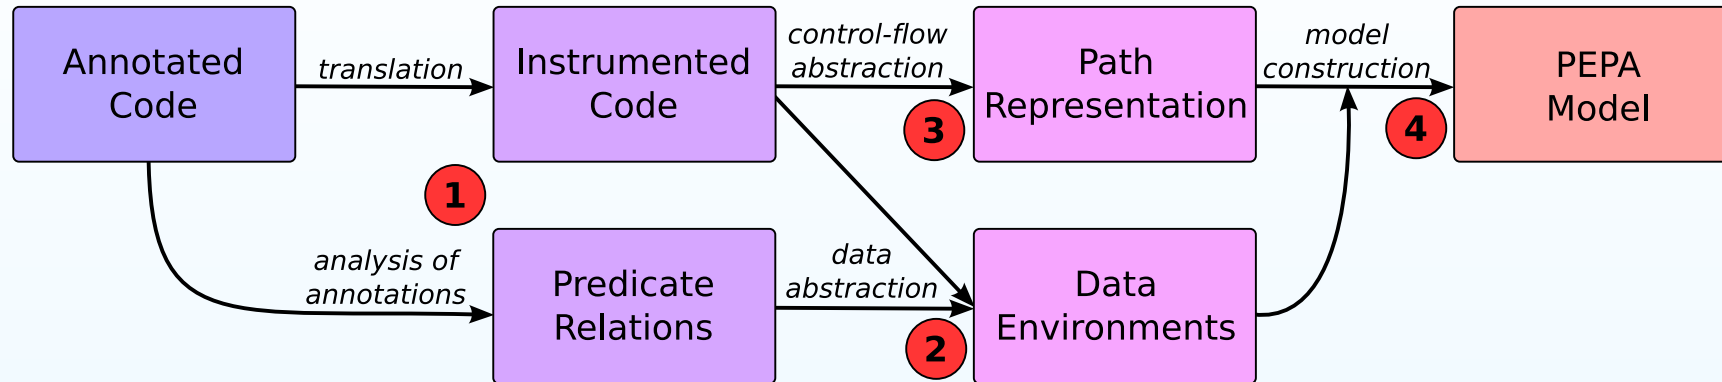 Annotated
Code
translation
Instrumented
Code
control-flow
abstraction
3
Path
Representation
model
construction
4
PEPA
Model
1
analysis of
annotations
Predicate
Relations
data
abstraction
2
Data
Environments